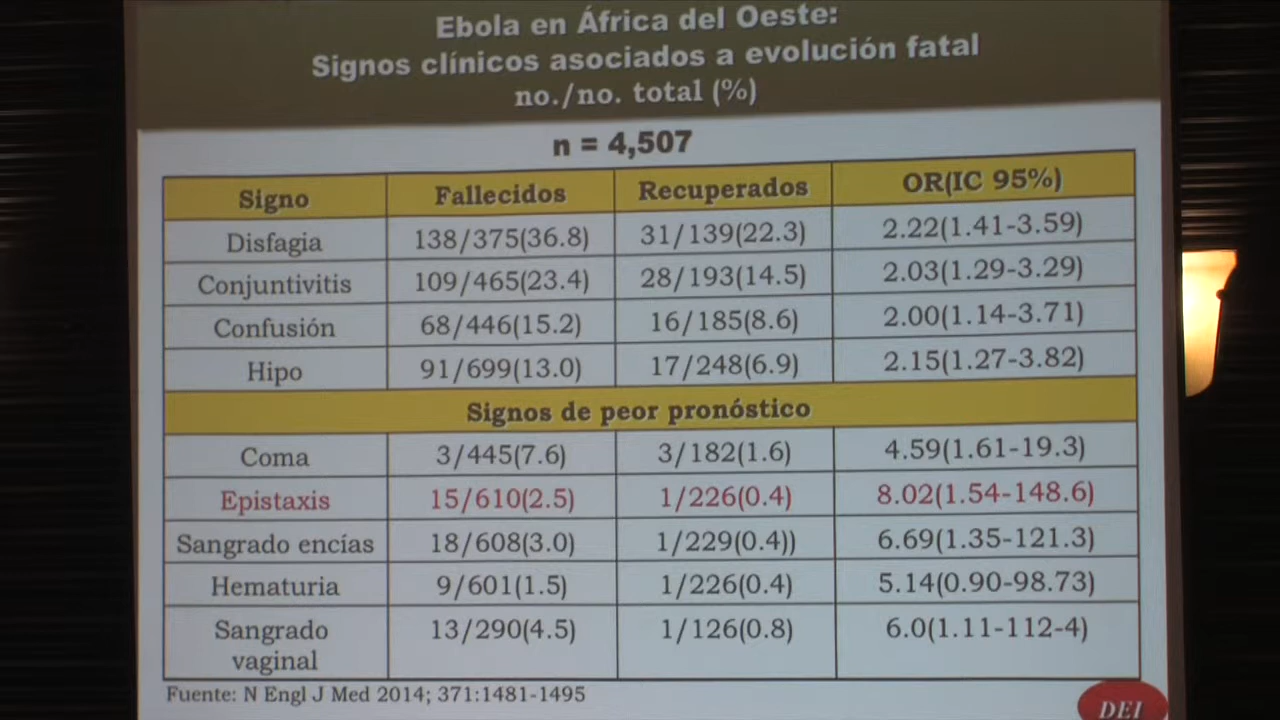 Ebola en África del Oeste:
Signos clínicos asociados a evolución fatal
no./no. total (%)
n = 4,507
Signo Fallecidos Recuperados OR(IC 95%)
Disfagia 138/375(36.8) 31/139(22.3) 2.22(1.41-3.59)
Conjuntivitis 109/465(23.4) 28/193(14.5) 2.03(1.29-3.29)
Confusión 68/446(15.2) 16/185(8.6) 2.00(1.14-3.71)
Hipo 91/699(13.0) 17/248(6.9) 2.15(1.27-3.82)
Signos de peor pronóstico
Coma 3/445(7.6) 3/182(1.6) 4.59(1.61-19.3)
Epistaxis 15/610(2.5) 1/226(0.4) 8.02(1.54-148.6)
Sangrado encías 18/608(3.0) 1/229(0.4)) 6.69(1.35-121.3)
Hematuria 9/601(1.5) 1/226(0.4) 5.14(0.90-98.73)
Sangrado vaginal 13/290(4.5) 1/126(0.8) 6.0(1.11-112-4)
Fuente: N Engl J Med 2014; 371:1481-1495
DEI